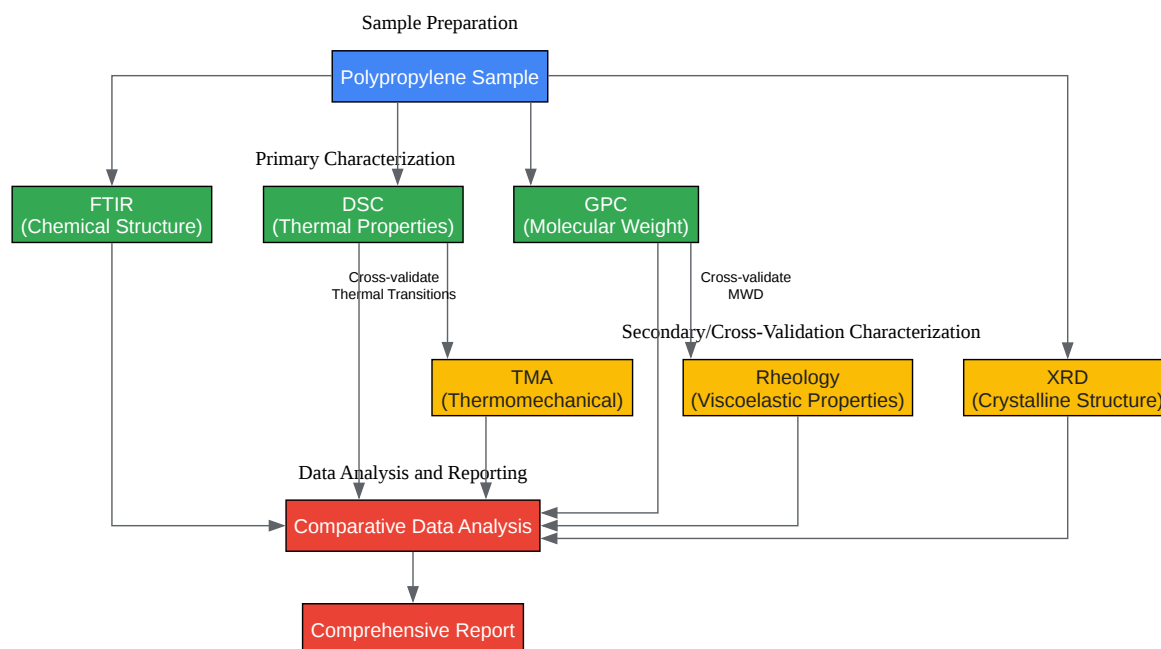 Sample Preparation
Polypropylene Sample
Primary Characterization
FTIR
(Chemical Structure)
DSC
(Thermal Properties)
GPC
(Molecular Weight)
Cross-validate
Thermal Transitions
Cross-validate
MWD
Secondary/Cross-Validation Characterization
TMA
(Thermomechanical)
Rheology
(Viscoelastic Properties)
XRD
(Crystalline Structure)
Data Analysis and Reporting
Comparative Data Analysis
Comprehensive Report